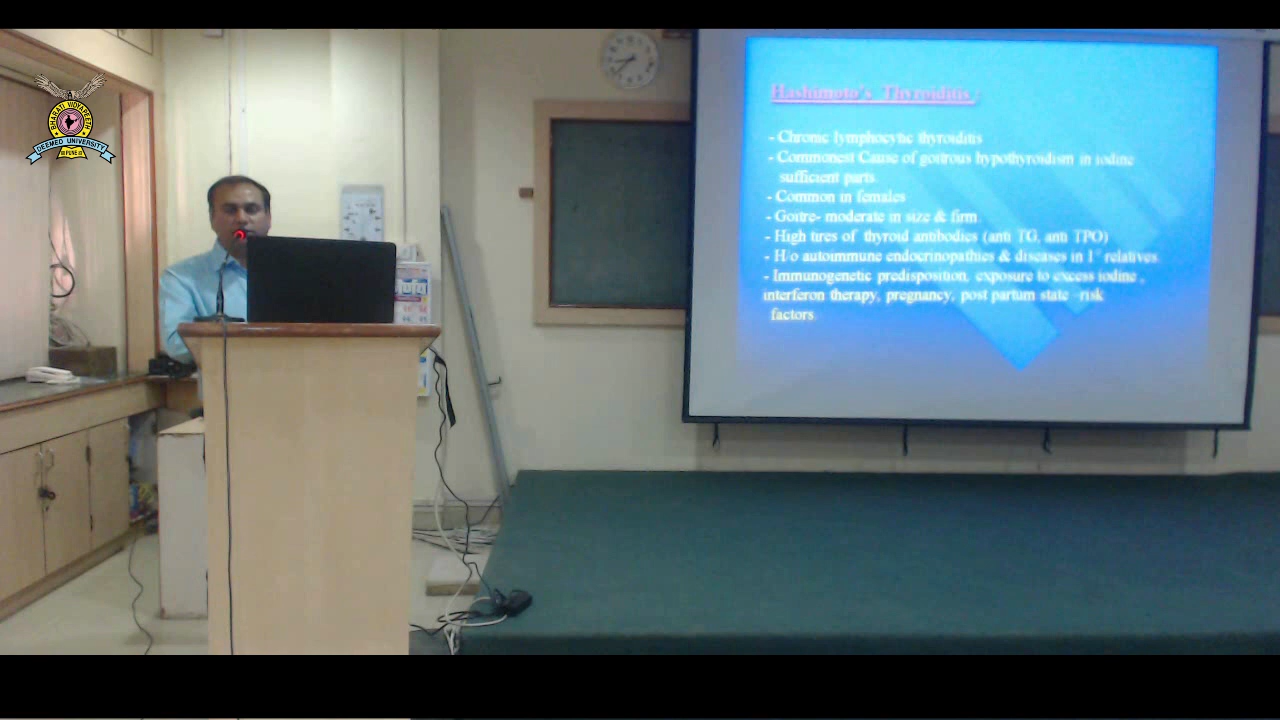 BHARATI VIDYAPEETH
DEEMED UNIVERSITY
Hashimoto's Thyroiditis :
- Chronic lymphocytic thyroiditis
- Commonest Cause of goitrous hypothyroidism in iodine
sufficient parts.
- Common in females
- Goitre- moderate in size & firm.
- High tires of thyroid antibodies (anti TG, anti TPO)
- H/o autoimmune endocrinopathies & diseases in 1° relatives.
- Immunogenetic predisposition, exposure to excess iodine ,
interferon therapy, pregnancy, post partum state –risk
factors.